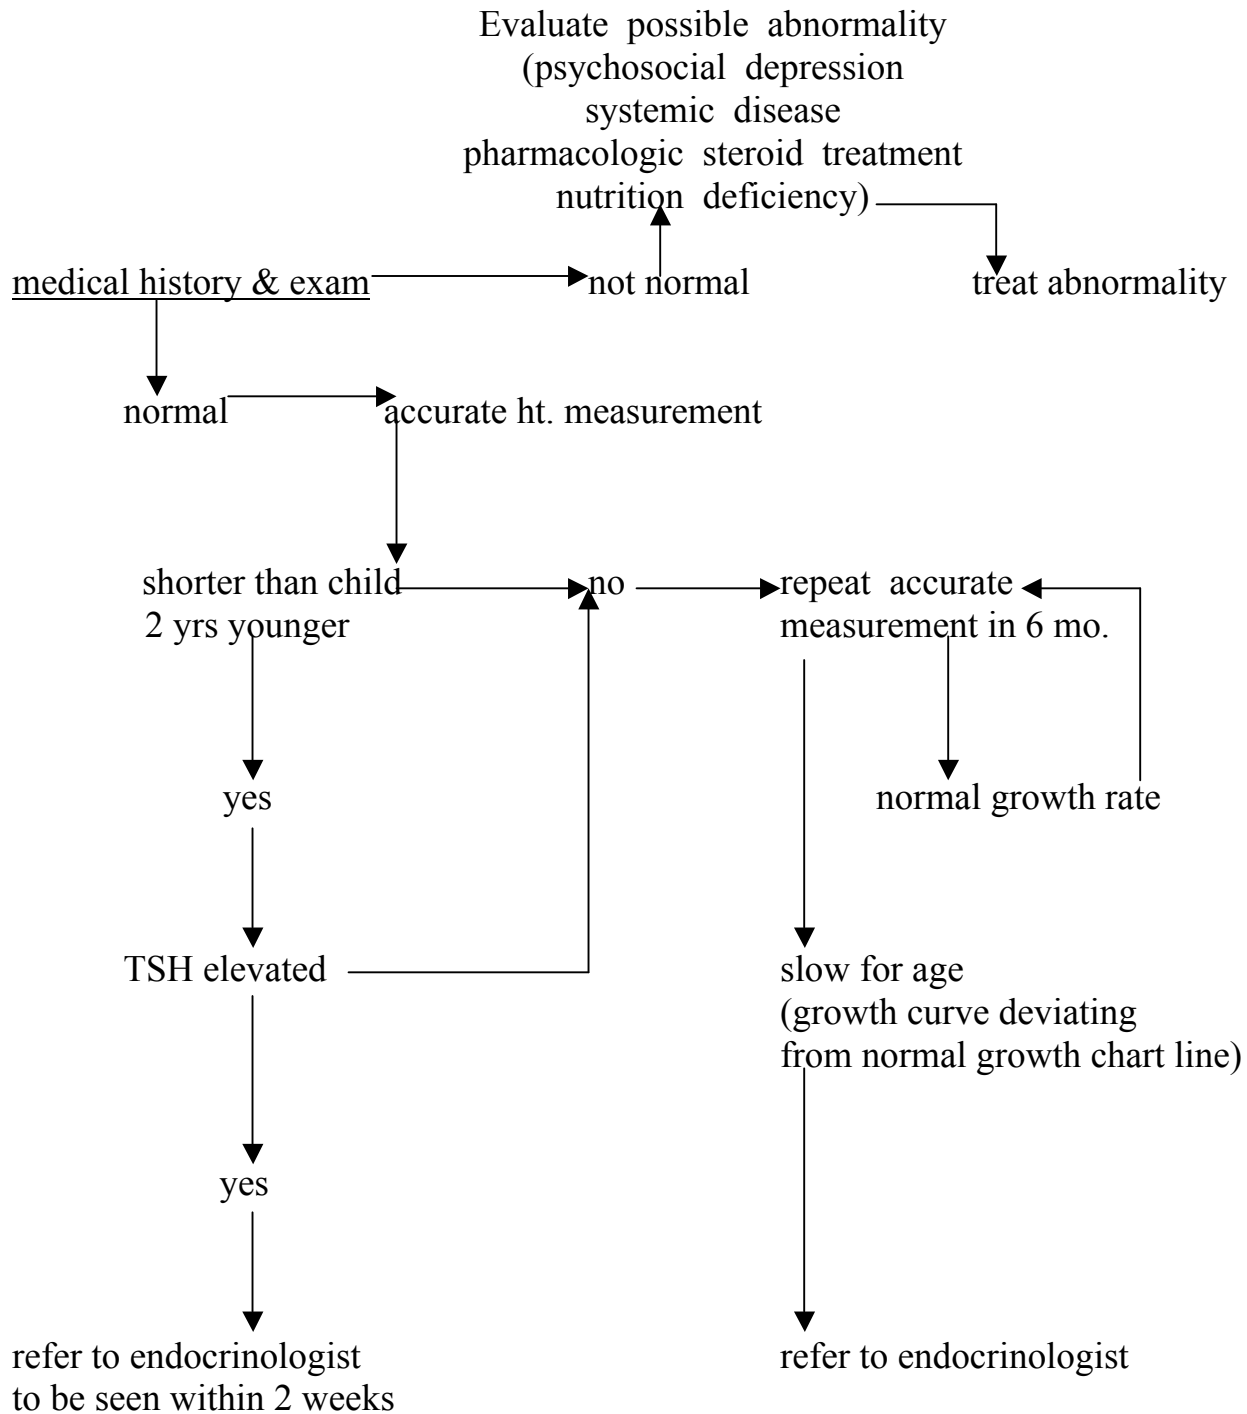 Evaluate possible abnormality
(psychosocial depression
systemic disease
pharmacologic steroid treatment
nutrition deficiency)
medical history & exam
not normal
treat abnormality
normal
accurate ht. measurement
shorter than child
2 yrs younger
no
repeat accurate
measurement in 6 mo.
yes
normal growth rate
TSH elevated
slow for age
(growth curve deviating
from normal growth chart line)
yes
refer to endocrinologist
to be seen within 2 weeks
refer to endocrinologist